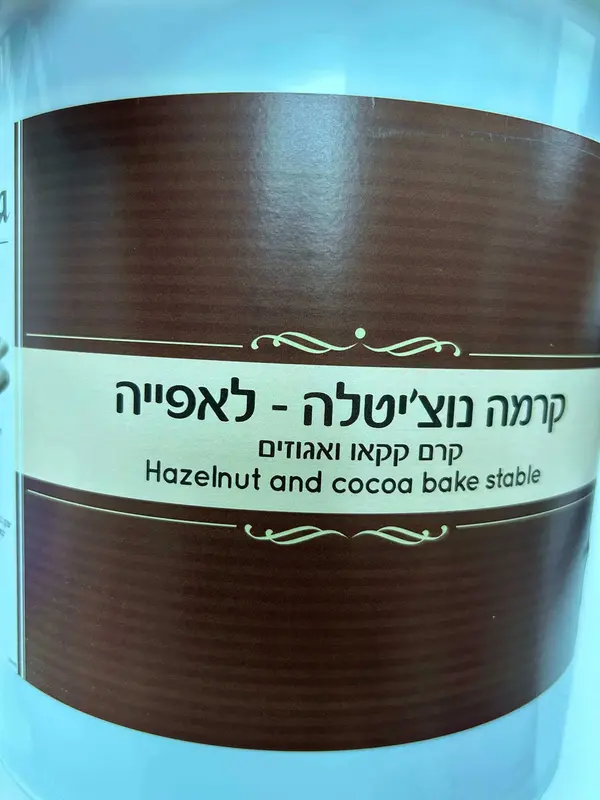 קרמה נוצ'יטלה - לאפייה
קרם קקאו ואגוזים
Hazelnut and cocoa bake stable